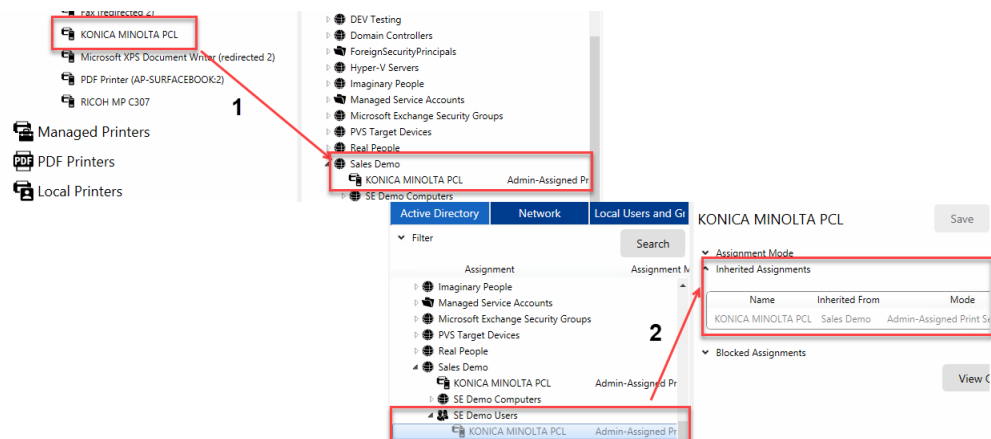 Fax (redirected 2)
KONICA MINOLTA PCL
Microsoft XPS Document Writer (redirected 2)
PDF Printer (AP-SURFACEBOOK:2)
RICOH MP C307
1
Managed Printers
PDF PDF Printers
Local Printers
DEV Testing
Domain Controllers
ForeignSecurityPrincipals
Hyper-V Servers
Imaginary People
Managed Service Accounts
Microsoft Exchange Security Groups
PVS Target Devices
Real People
Sales Demo
KONICA MINOLTA PCL Admin-Assigned Pr
SE Demo Computers
Active Directory Network Local Users and Gr
Filter
Search
Assignment Assignment M
Imaginary People
Managed Service Accounts
Microsoft Exchange Security Groups
PVS Target Devices
Real People
Sales Demo
KONICA MINOLTA PCL Admin-Assigned Pr
SE Demo Computers
SE Demo Users
KONICA MINOLTA PCL Admin-Assigned Pr
2
KONICA MINOLTA PCL Save
Assignment Mode
Inherited Assignments
Name Inherited From Mode
KONICA MINOLTA PCL Sales Demo Admin-Assigned Print Se
Blocked Assignments
View